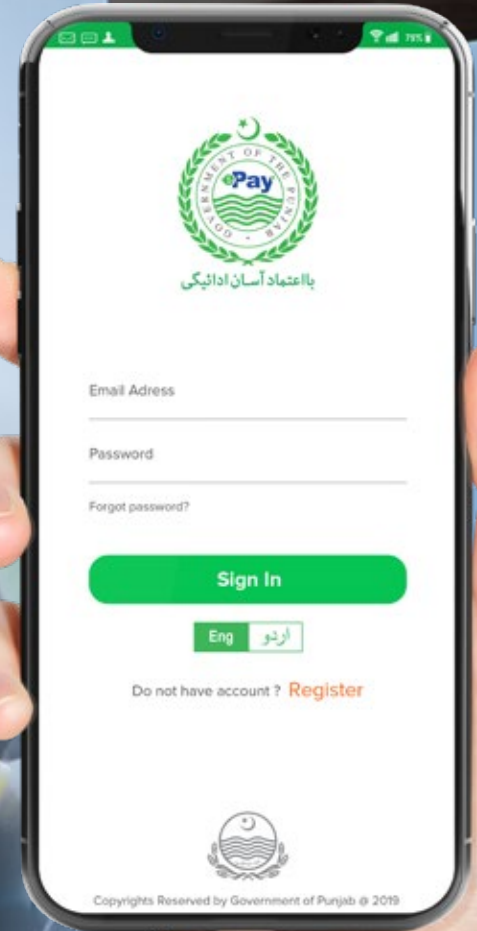 78%
GOVERNMENT OF THE PUNJAB
ePay
بااعتماد آسان ادائیگی
Email Adress
Password
Forgot password?
Sign In
Eng اردو
Do not have account ? Register
Copyrights Reserved by Government of Punjab @ 2019